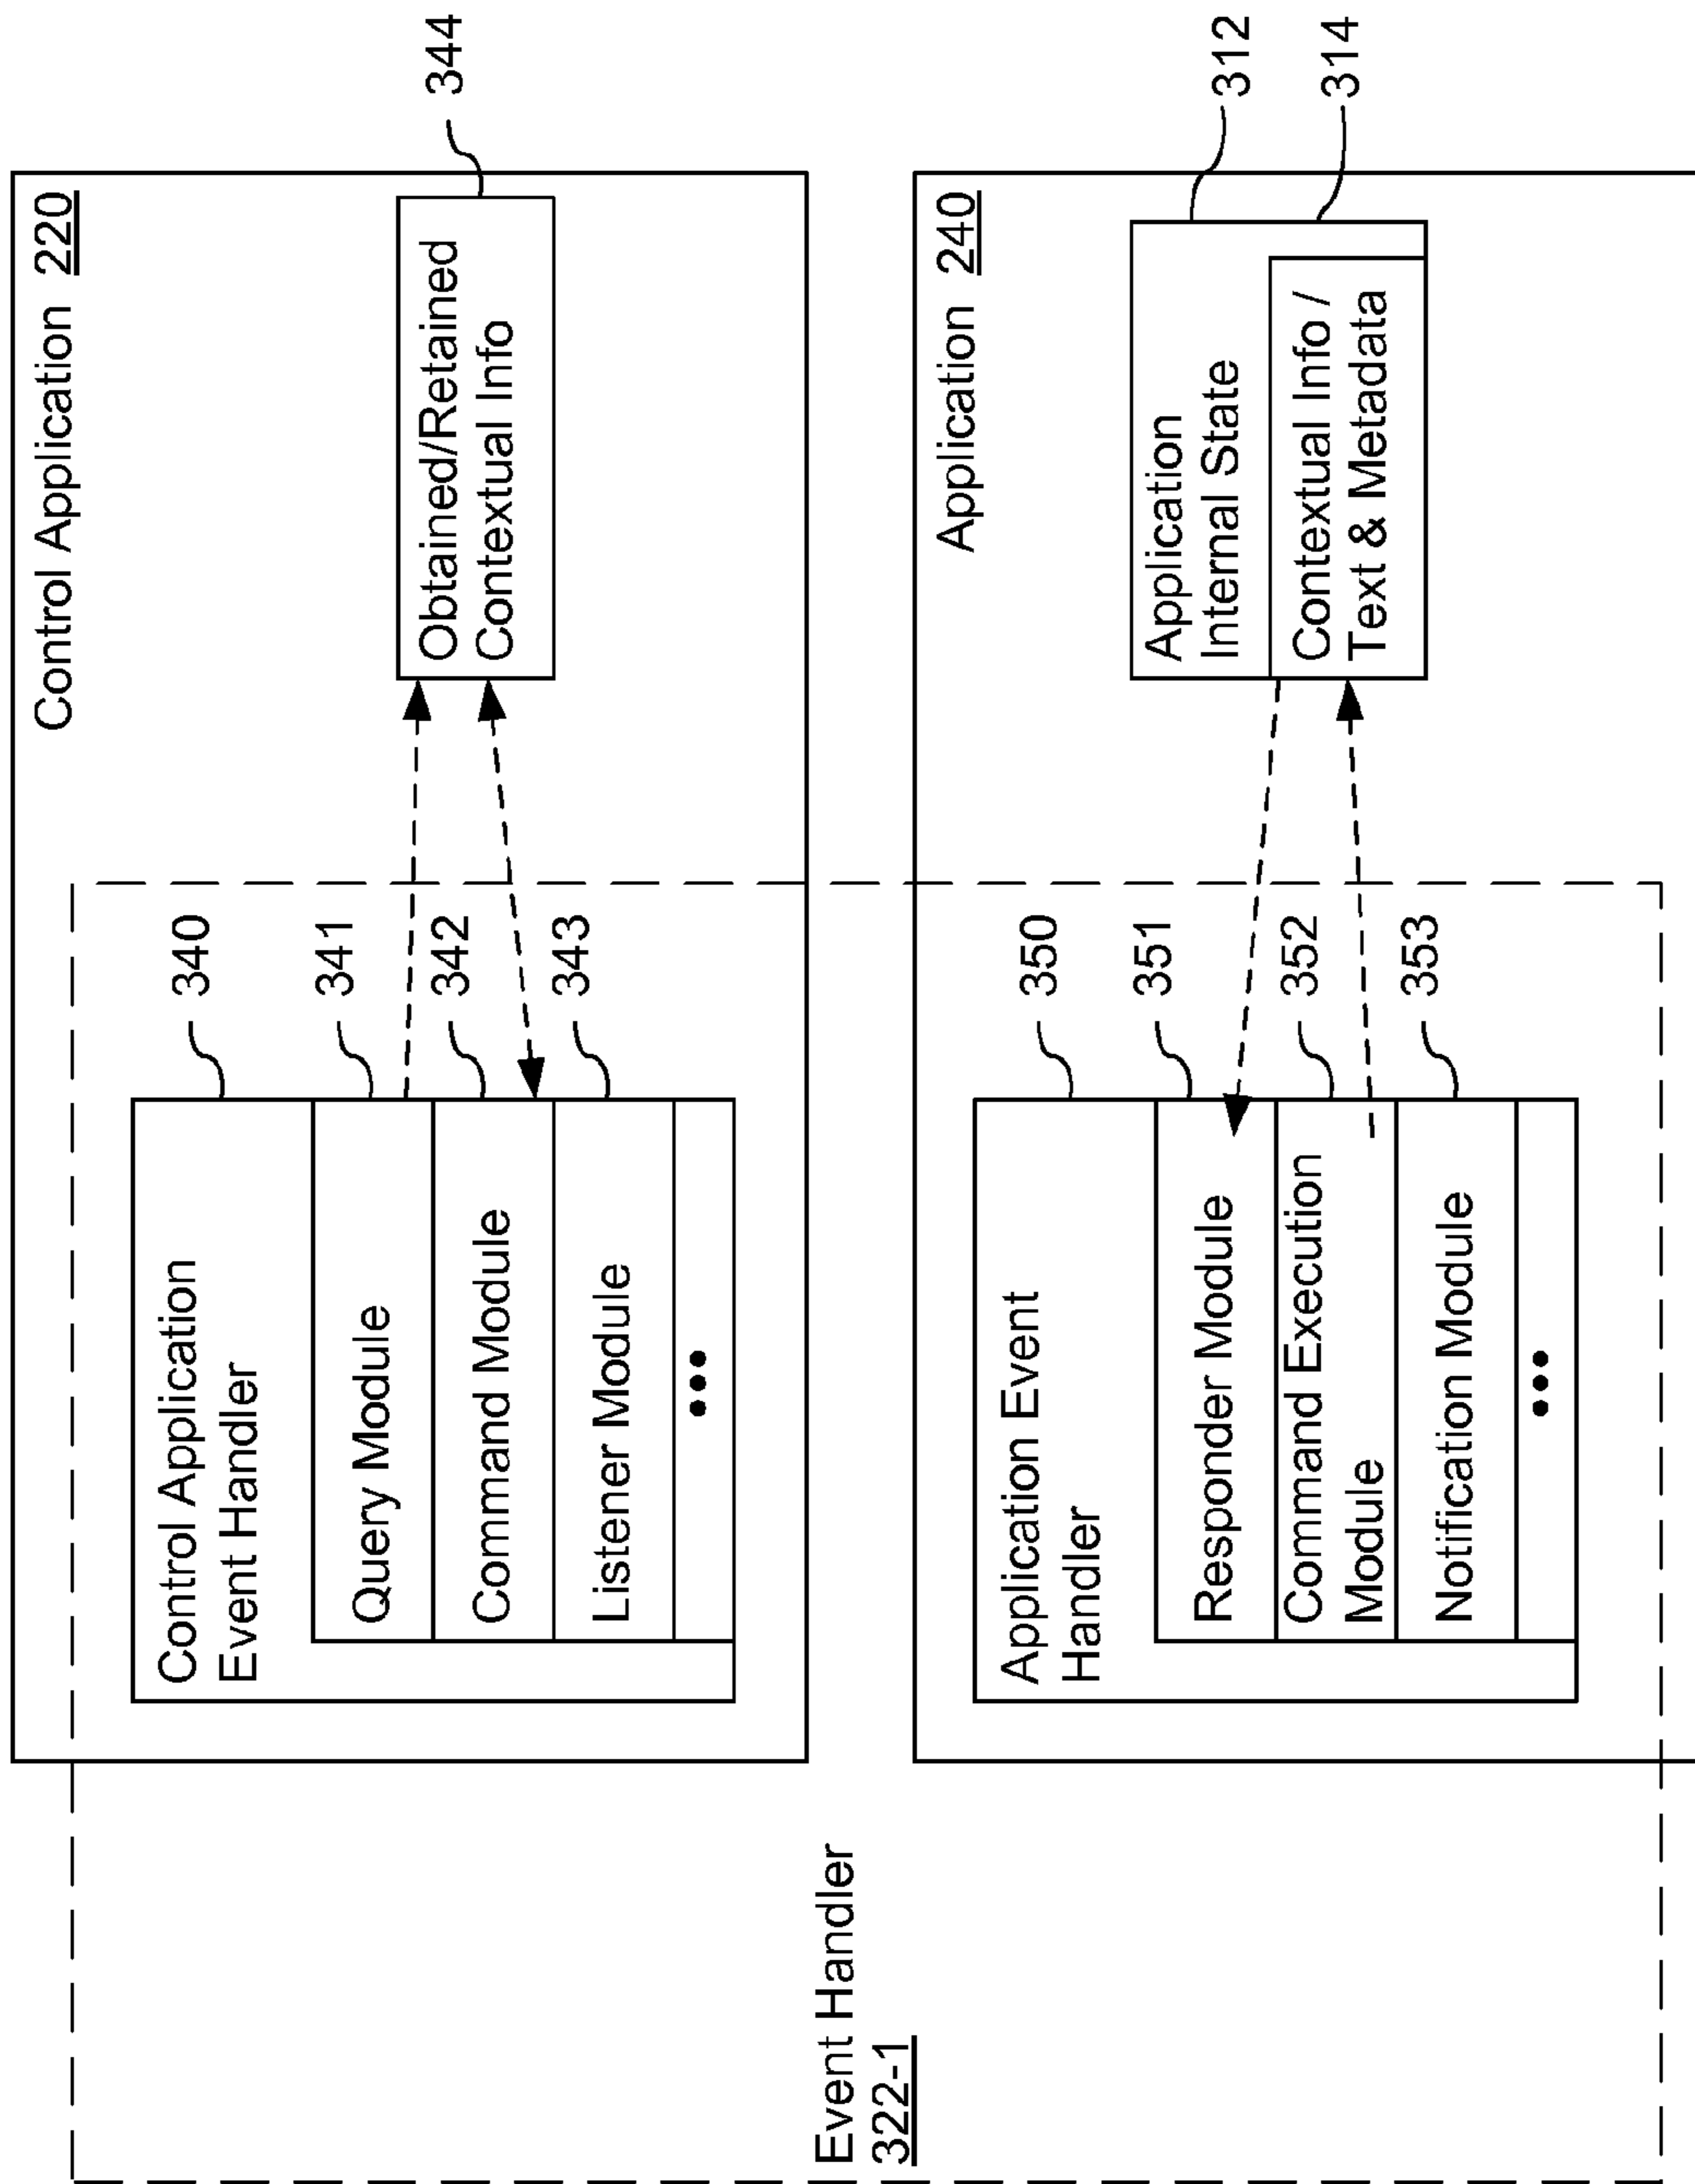 Control Application 220
Control Application
Event Handler
340
Query Module
341
Command Module
342
Listener Module
343
•••
Obtained/Retained
Contextual Info
344
Event Handler
322-1
Application 240
Application Event
Handler
350
Responder Module
351
Command Execution
Module
352
Notification Module
353
•••
Application
Internal State
312
Contextual Info /
Text & Metadata
314